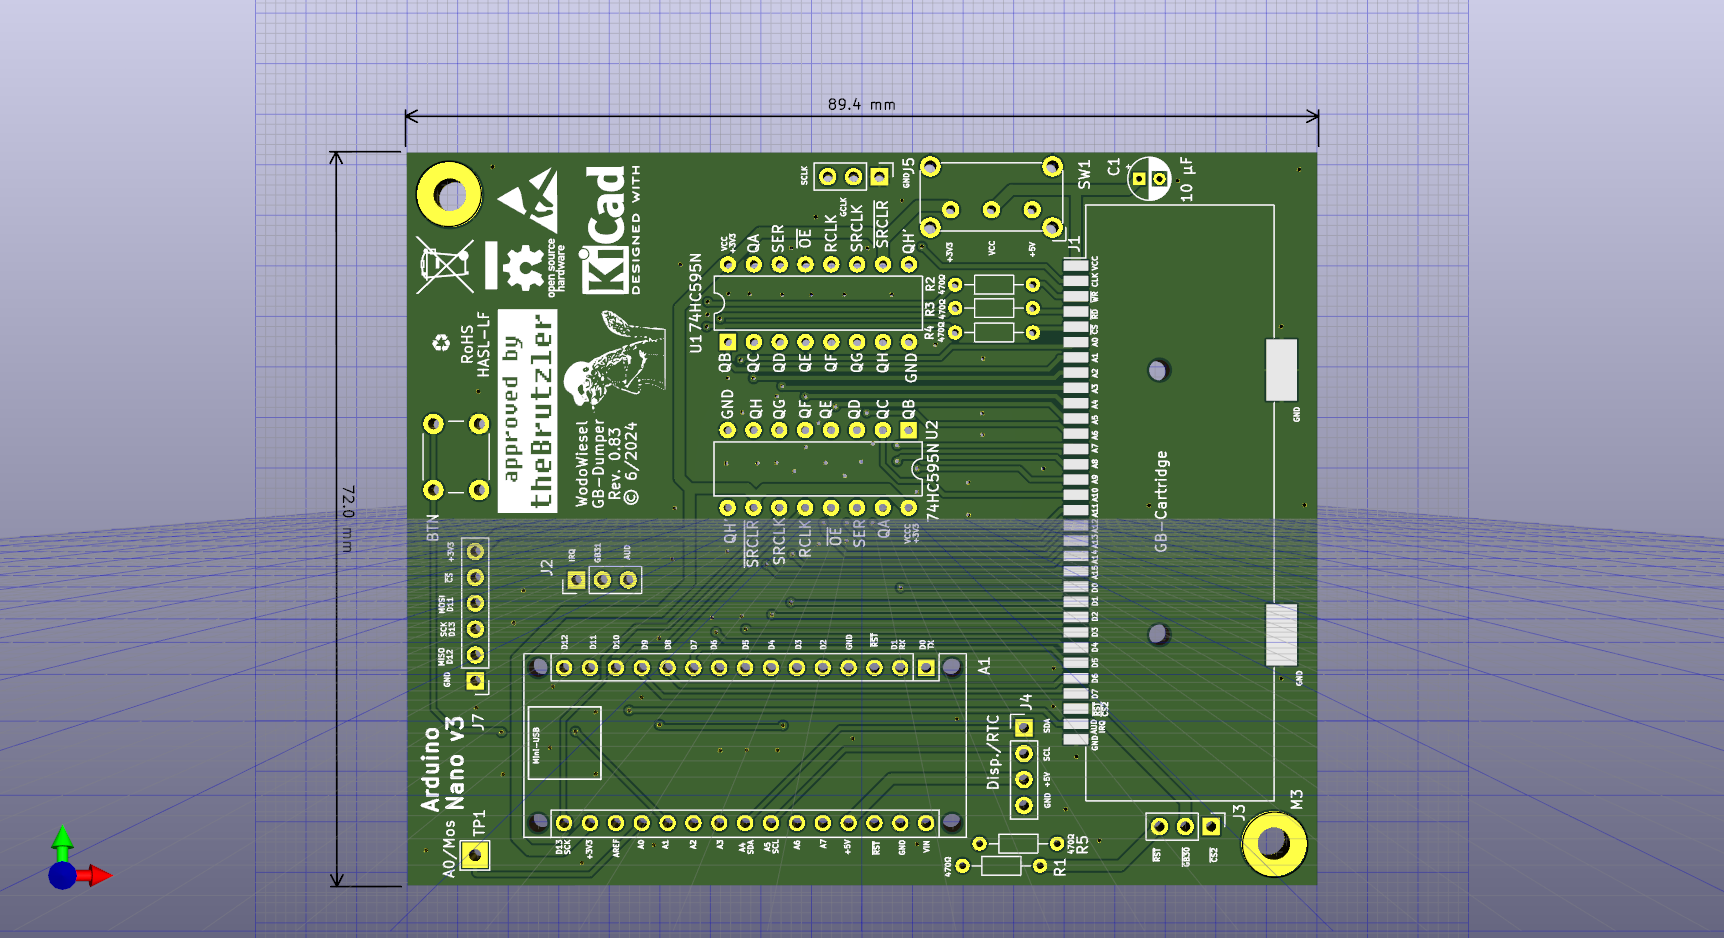 89.4 mm
72.0 mm
KiCad
DESIGNED WITH
open source
hardware
RoHS
HASL-LF
approved by
theBrutzler
WodoWiesel
GB-Dumper
Rev. 0.83
© 6/2024
BTN
SCLK
GCLK
GND
J5
SW1
+3V3
VCC
+5V
C1
+
10 µF
J1
U1 74HC595N
VCC
+3V3
QA
SER
OE
RCLK
SRCLK
SRCLR
QH'
QB
QC
QD
QE
QF
QG
QH
GND
R2
470Ω
R3
470Ω
R4
470Ω
GND
QH
QG
QF
QE
QD
QC
QB
U2
74HC595N
QH'
SRCLR
SRCLK
RCLK
OE
SER
QA
VCC
+3V3
VCC
CLK
WR
RD
CS
A0
A1
A2
A3
A4
A5
A6
A7
A8
A9
A10
A11
A12
A13
A14
A15
D0
D1
D2
D3
D4
D5
D6
D7
RST
CS2
AUD
IRQ
GND
GB-Cartridge
GND
GND
J2
IRQ
GB31
AUD
+3V3
CS
MOSI
D11
SCK
D13
MISO
D12
GND
J7
D12
D11
D10
D9
D8
D7
D6
D5
D4
D3
D2
GND
RST
D1
RX
D0
TX
A1
Mini-USB
Arduino
Nano v3
A0/Mos
TP1
D13
SCK
+3V3
AREF
A0
A1
A2
A3
A4
SDA
A5
SCL
A6
A7
+5V
RST
GND
VIN
Disp./RTC
J4
SDA
SCL
+5V
GND
470Ω
R5
470Ω
R1
J3
RST
GB30
CS2
M3